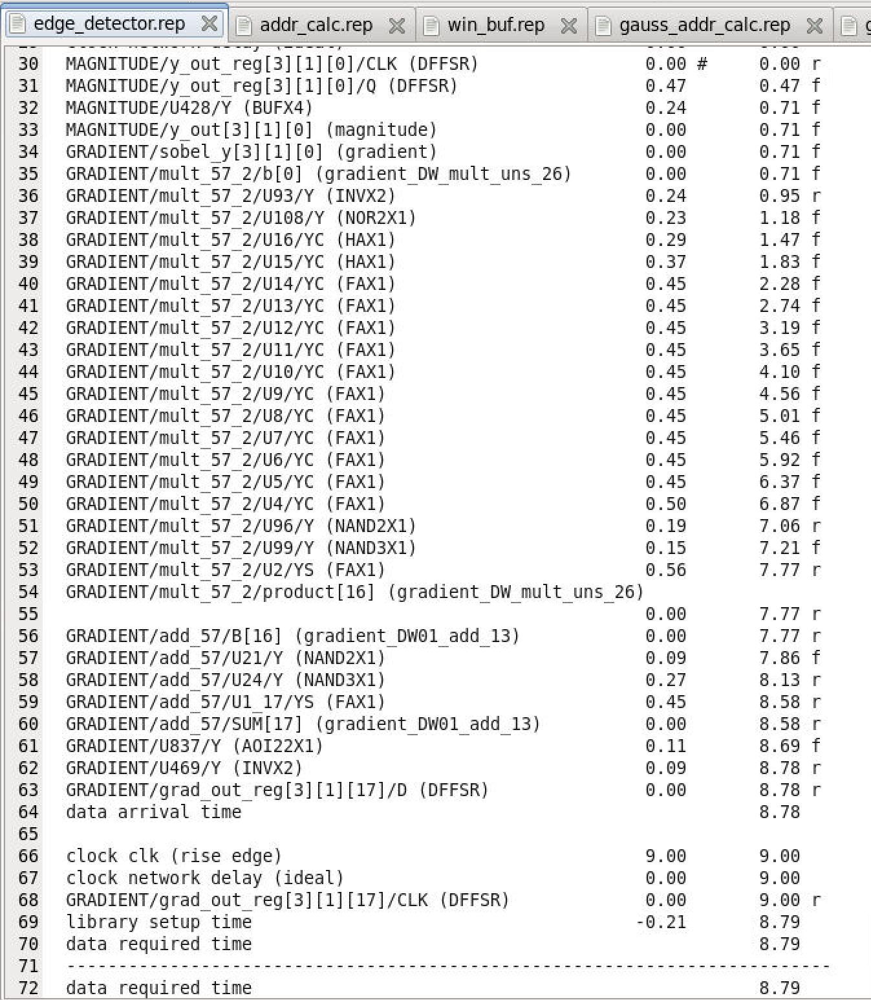 edge_detector.rep addr_calc.rep win_buf.rep gauss_addr_calc.rep
30 MAGNITUDE/y_out_reg[3][1][0]/CLK (DFFSR) 0.00 # 0.00 r
31 MAGNITUDE/y_out_reg[3][1][0]/Q (DFFSR) 0.47 0.47 f
32 MAGNITUDE/U428/Y (BUFX4) 0.24 0.71 f
33 MAGNITUDE/y_out[3][1][0] (magnitude) 0.00 0.71 f
34 GRADIENT/sobel_y[3][1][0] (gradient) 0.00 0.71 f
35 GRADIENT/mult_57_2/b[0] (gradient_DW_mult_uns_26) 0.00 0.71 f
36 GRADIENT/mult_57_2/U93/Y (INVX2) 0.24 0.95 r
37 GRADIENT/mult_57_2/U108/Y (NOR2X1) 0.23 1.18 f
38 GRADIENT/mult_57_2/U16/YC (HAX1) 0.29 1.47 f
39 GRADIENT/mult_57_2/U15/YC (HAX1) 0.37 1.83 f
40 GRADIENT/mult_57_2/U14/YC (FAX1) 0.45 2.28 f
41 GRADIENT/mult_57_2/U13/YC (FAX1) 0.45 2.74 f
42 GRADIENT/mult_57_2/U12/YC (FAX1) 0.45 3.19 f
43 GRADIENT/mult_57_2/U11/YC (FAX1) 0.45 3.65 f
44 GRADIENT/mult_57_2/U10/YC (FAX1) 0.45 4.10 f
45 GRADIENT/mult_57_2/U9/YC (FAX1) 0.45 4.56 f
46 GRADIENT/mult_57_2/U8/YC (FAX1) 0.45 5.01 f
47 GRADIENT/mult_57_2/U7/YC (FAX1) 0.45 5.46 f
48 GRADIENT/mult_57_2/U6/YC (FAX1) 0.45 5.92 f
49 GRADIENT/mult_57_2/U5/YC (FAX1) 0.45 6.37 f
50 GRADIENT/mult_57_2/U4/YC (FAX1) 0.50 6.87 f
51 GRADIENT/mult_57_2/U96/Y (NAND2X1) 0.19 7.06 r
52 GRADIENT/mult_57_2/U99/Y (NAND3X1) 0.15 7.21 f
53 GRADIENT/mult_57_2/U2/YS (FAX1) 0.56 7.77 r
54 GRADIENT/mult_57_2/product[16] (gradient_DW_mult_uns_26)
55 0.00 7.77 r
56 GRADIENT/add_57/B[16] (gradient_DW01_add_13) 0.00 7.77 r
57 GRADIENT/add_57/U21/Y (NAND2X1) 0.09 7.86 f
58 GRADIENT/add_57/U24/Y (NAND3X1) 0.27 8.13 r
59 GRADIENT/add_57/U1_17/YS (FAX1) 0.45 8.58 r
60 GRADIENT/add_57/SUM[17] (gradient_DW01_add_13) 0.00 8.58 r
61 GRADIENT/U837/Y (AOI22X1) 0.11 8.69 f
62 GRADIENT/U469/Y (INVX2) 0.09 8.78 r
63 GRADIENT/grad_out_reg[3][1][17]/D (DFFSR) 0.00 8.78 r
64 data arrival time 8.78
65
66 clock clk (rise edge) 9.00 9.00
67 clock network delay (ideal) 0.00 9.00
68 GRADIENT/grad_out_reg[3][1][17]/CLK (DFFSR) 0.00 9.00 r
69 library setup time -0.21 8.79
70 data required time 8.79
71 --------------------------------------------------------------------------
72 data required time 8.79